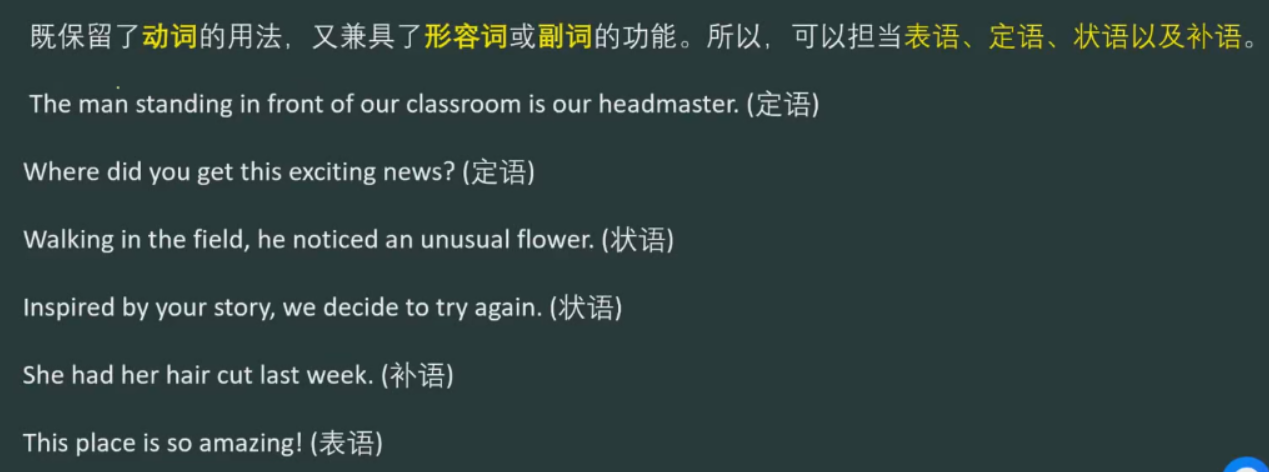 既保留了动词的用法，又兼具了形容词或副词的功能。所以，可以担当表语、定语、状语以及补语。
The man standing in front of our classroom is our headmaster. (定语)
Where did you get this exciting news? (定语)
Walking in the field, he noticed an unusual flower. (状语)
Inspired by your story, we decide to try again. (状语)
She had her hair cut last week. (补语)
This place is so amazing! (表语)